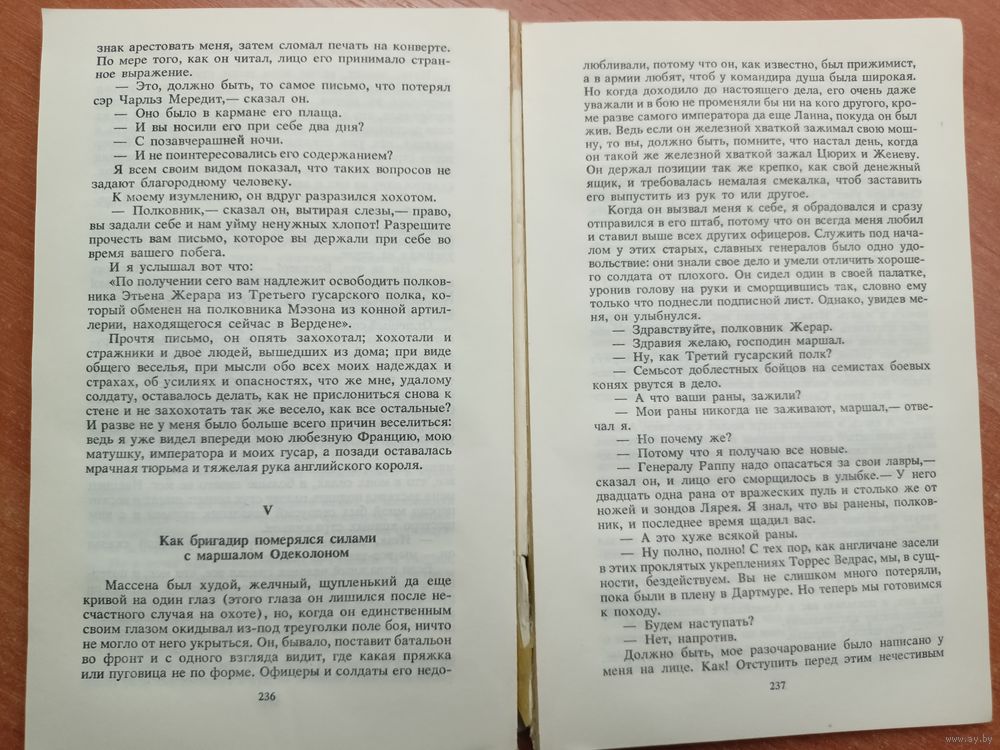 знак арестовать меня, затем сломал печать на конверте.
По мере того, как он читал, лицо его принимало стран-
ное выражение.
— Это, должно быть, то самое письмо, что потерял
сэр Чарльз Мередит,— сказал он.
— Оно было в кармане его плаща.
— И вы носили его при себе два дня?
— С позавчерашней ночи.
— И не поинтересовались его содержанием?
Я всем своим видом показал, что таких вопросов не
задают благородному человеку.
К моему изумлению, он вдруг разразился хохотом.
— Полковник,— сказал он, вытирая слезы,— право,
вы задали себе и нам уйму ненужных хлопот! Разрешите
прочесть вам письмо, которое вы держали при себе во
время вашего побега.
И я услышал вот что:
«По получении сего вам надлежит освободить полков-
ника Этьена Жерара из Третьего гусарского полка, ко-
торый обменен на полковника Мэзона из конной артил-
лерии, находящегося сейчас в Вердене».
Прочтя письмо, он опять захохотал; хохотали и
стражники и двое людей, вышедших из дома; при виде
общего веселья, при мысли обо всех моих надеждах и
страхах, об усилиях и опасностях, что же мне, удалому
солдату, оставалось делать, как не прислониться снова к
стене и не захохотать так же весело, как все остальные?
И разве не у меня было больше всего причин веселиться:
ведь я уже видел впереди мою любезную Францию, мою
матушку, императора и моих гусар, а позади оставалась
мрачная тюрьма и тяжелая рука английского короля.
V
Как бригадир померялся силами
с маршалом Одеколоном
Массена был худой, желчный, щупленький да еще
кривой на один глаз (этого глаза он лишился после не-
счастного случая на охоте), но, когда он единственным
своим глазом окидывал из-под треуголки поле боя, ничто
не могло от него укрыться. Он, бывало, поставит батальон
во фронт и с одного взгляда видит, где какая пряжка
или пуговица не по форме. Офицеры и солдаты его недо-
236
любливали, потому что он, как известно, был прижимист,
а в армии любят, чтоб у командира душа была широкая.
Но когда доходило до настоящего дела, его очень даже
уважали и в бою не променяли бы ни на кого другого, кро-
ме разве самого императора да еще Ланна, покуда он был
жив. Ведь если он железной хваткой зажимал свою мош-
ну, то вы, должно быть, помните, что настал день, когда
он такой же железной хваткой зажал Цюрих и Женеву.
Он держал позиции так же крепко, как свой денежный
ящик, и требовалась немалая смекалка, чтоб заставить
его выпустить из рук то или другое.
Когда он вызвал меня к себе, я обрадовался и сразу
отправился в его штаб, потому что он всегда меня любил
и ставил выше всех других офицеров. Служить под нача-
лом у этих старых, славных генералов было одно удо-
вольствие: они знали свое дело и умели отличить хороше-
го солдата от плохого. Он сидел один в своей палатке,
уронив голову на руки и сморщившись так, словно ему
только что поднесли подписной лист. Однако, увидев ме-
ня, он улыбнулся.
— Здравствуйте, полковник Жерар.
— Здравия желаю, господин маршал.
— Ну, как Третий гусарский полк?
— Семьсот доблестных бойцов на семистах боевых
конях рвутся в дело.
— А что ваши раны, зажили?
— Мои раны никогда не заживают, маршал,— отве-
чал я.
— Но почему же?
— Потому что я получаю все новые.
— Генералу Раппу надо опасаться за свои лавры,—
сказал он, и лицо его сморщилось в улыбке.— У него
двадцать одна рана от вражеских пуль и столько же от
ножей и зондов Лярея. Я знал, что вы ранены, полков-
ник, и последнее время щадил вас.
— А это хуже всякой раны.
— Ну полно, полно! С тех пор, как англичане засели
в этих проклятых укреплениях Торрес Ведрас, мы, в сущ-
ности, бездействуем. Вы не слишком много потеряли,
пока были в плену в Дартмуре. Но теперь мы готовимся
к походу.
— Будем наступать?
— Нет, напротив.
Должно быть, мое разочарование было написано у
меня на лице. Как! Отступить перед этим нечестивым
237
www.ay.by